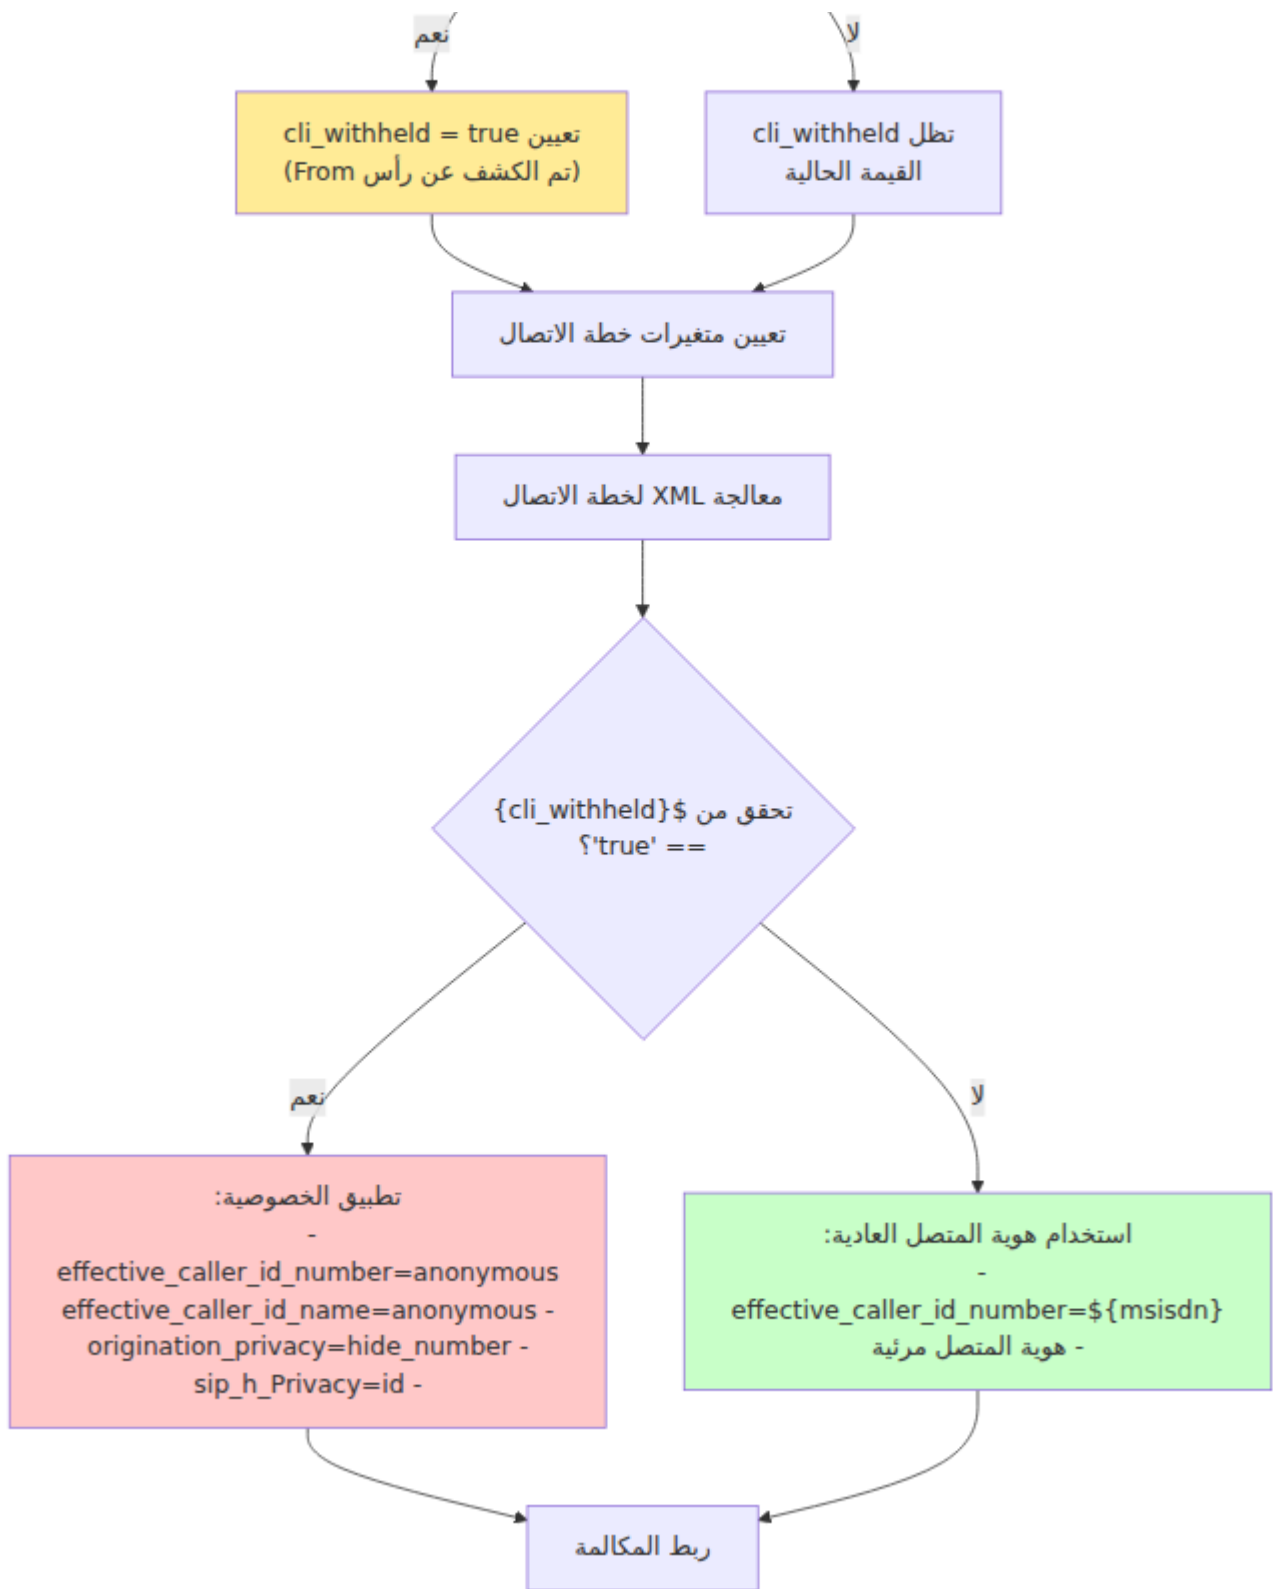 نعم
لا
تعيين cli_withheld = true
(تم الكشف عن رأس From)
تظل cli_withheld
القيمة الحالية
تعيين متغيرات خطة الاتصال
معالجة XML لخطة الاتصال
تحقق من ${cli_withheld}
== 'true'؟
نعم
لا
تطبيق الخصوصية:
-
effective_caller_id_number=anonymous
effective_caller_id_name=anonymous -
origination_privacy=hide_number -
sip_h_Privacy=id -
استخدام هوية المتصل العادية:
-
effective_caller_id_number=${msisdn}
- هوية المتصل مرئية
ربط المكالمة